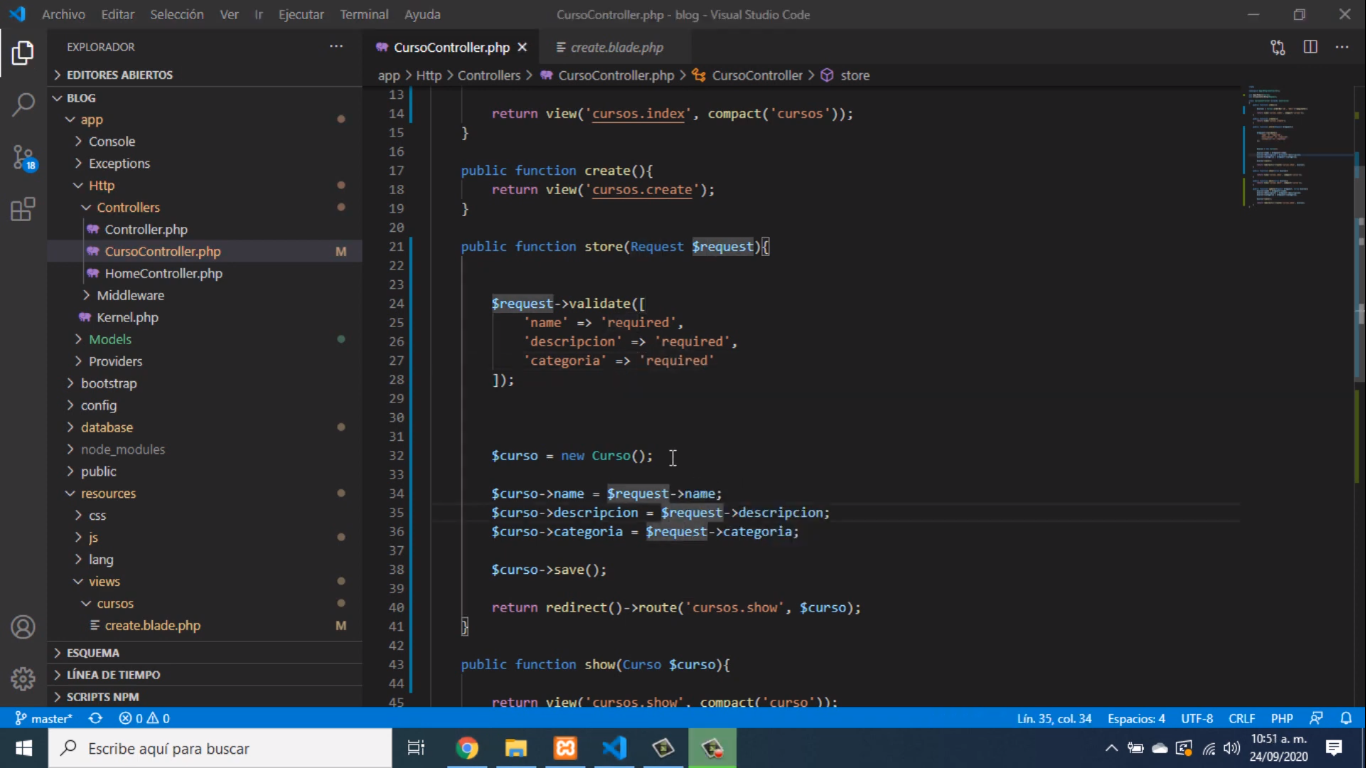 Archivo Editar Selección Ver Ir Ejecutar Terminal Ayuda CursoController.php - blog - Visual Studio Code
EXPLORADOR
CursoController.php create.blade.php
app > Http > Controllers > CursoController.php > CursoController > store
EDITORES ABIERTOS
BLOG
app
Console
Exceptions
Http
Controllers
Controller.php
CursoController.php M
HomeController.php
Middleware
Kernel.php
Models
Providers
bootstrap
config
database
node_modules
public
resources
css
js
lang
views
cursos
create.blade.php M
ESQUEMA
LÍNEA DE TIEMPO
SCRIPTS NPM
18
13
14 return view('cursos.index', compact('cursos'));
15 }
16
17 public function create(){
18 return view('cursos.create');
19 }
20
21 public function store(Request $request){
22
23
24 $request->validate([
25 'name' => 'required',
26 'descripcion' => 'required',
27 'categoria' => 'required'
28 ]);
29
30
31
32 $curso = new Curso();
33
34 $curso->name = $request->name;
35 $curso->descripcion = $request->descripcion;
36 $curso->categoria = $request->categoria;
37
38 $curso->save();
39
40 return redirect()->route('cursos.show', $curso);
41 }
42
43 public function show(Curso $curso){
44
45 return view('cursos.show', compact('curso'));
master* 0 0 Lín. 35, col. 34 Espacios: 4 UTF-8 CRLF PHP
Escribe aquí para buscar
10:51 a. m.
24/09/2020